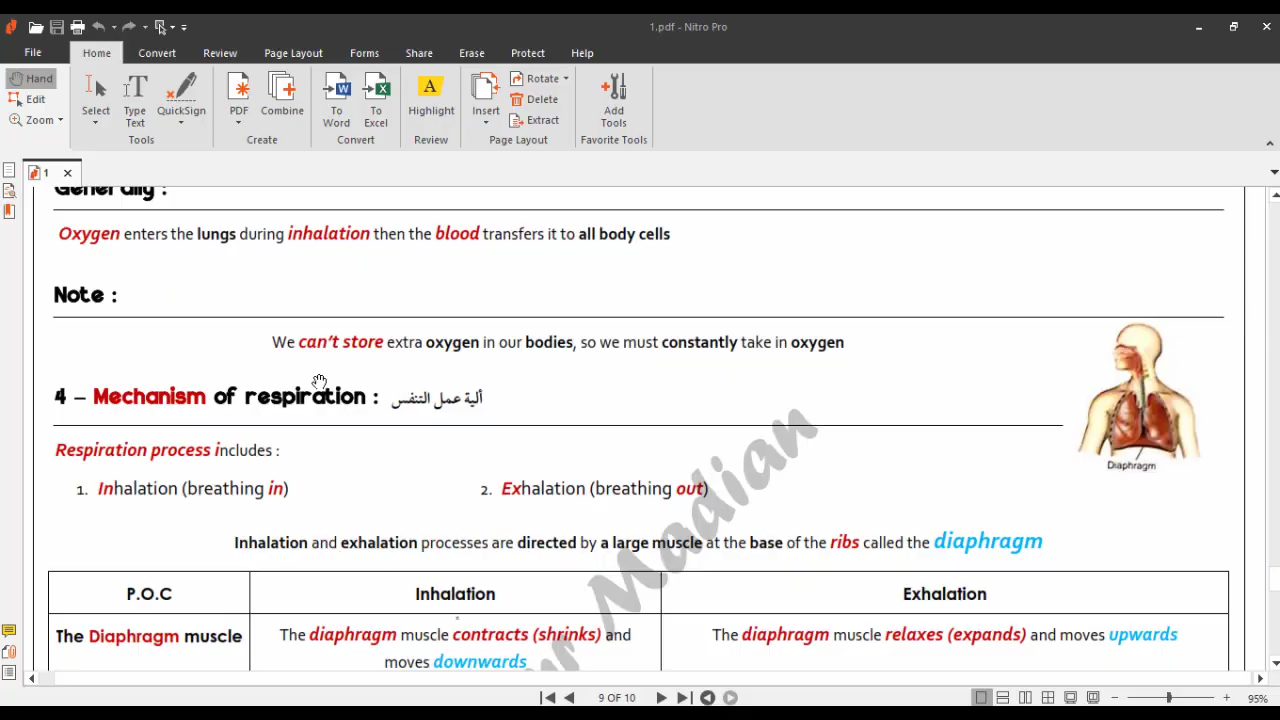 1.pdf - Nitro Pro
File Home Convert Review Page Layout Forms Share Erase Protect Help
Hand
Edit
Zoom
Select
Type Text
QuickSign
Tools
PDF
Combine
Create
To Word
To Excel
Convert
Highlight
Review
Insert
Rotate
Delete
Extract
Page Layout
Add Tools
Favorite Tools
1
Generally :
Oxygen enters the lungs during inhalation then the blood transfers it to all body cells
Note :
We can't store extra oxygen in our bodies, so we must constantly take in oxygen
4 – Mechanism of respiration : ألية عمل التنفس
Diaphragm
Respiration process includes :
1. Inhalation (breathing in) 2. Exhalation (breathing out)
Inhalation and exhalation processes are directed by a large muscle at the base of the ribs called the diaphragm
P.O.C Inhalation Exhalation
The Diaphragm muscle
The diaphragm muscle contracts (shrinks) and
moves downwards
The diaphragm muscle relaxes (expands) and moves upwards
Madian
9 OF 10
95%